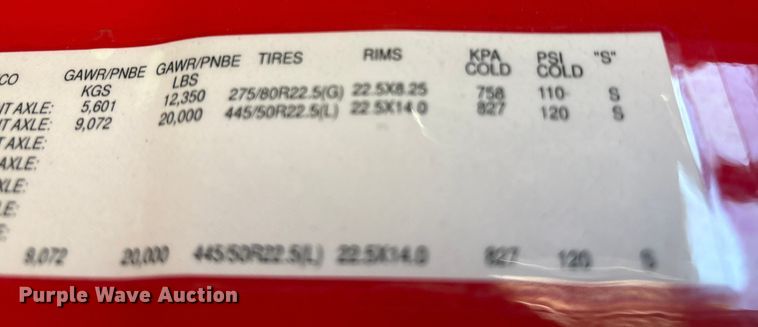 CO GAWR/PNBE GAWR/PNBE TIRES RIMS KPA PSI "S"
KGS LBS COLD COLD
IT AXLE: 5,601 12,350 275/80R22.5(G) 22.5X8.25 758 110 S
IT AXLE: 9,072 20,000 445/50R22.5(L) 22.5X14.0 827 120 S
T AXLE:
AXLE:
XLE:
LE:
E:
9,072 20,000 445/50R22.5(L) 22.5X14.0 827 120 S
Purple Wave Auction